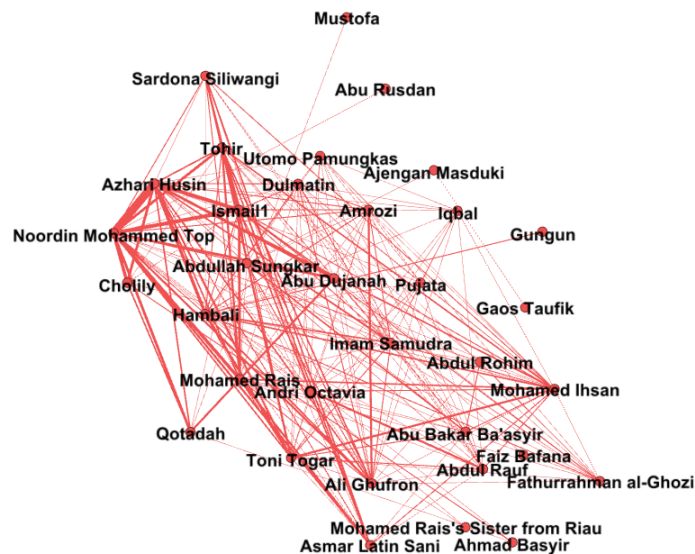 Mustofa
Sardona Siliwangi
Abu Rusdan
Tohir
Utomo Pamungkas
Ajengan Masduki
Azhari Husin
Dulmatin
Ismail1
Amrozi
Iqbal
Noordin Mohammed Top
Gungun
Abdullah Sungkar
Abu Dujanah
Pujata
Cholily
Gaos Taufik
Hambali
Imam Samudra
Abdul Rohim
Mohamed Rais
Andri Octavia
Mohamed Ihsan
Qotadah
Abu Bakar Ba'asyir
Toni Togar
Faiz Bafana
Abdul Rauf
Ali Ghufron
Fathurrahman al-Ghozi
Mohamed Rais's Sister from Riau
Asmar Latin Sani
Ahmad Basyir